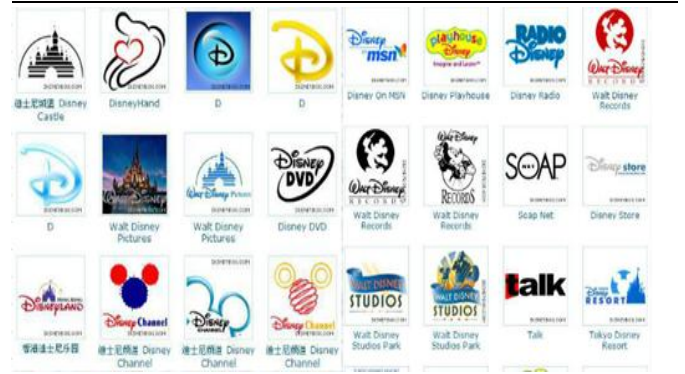 Disney
msn
playhouse
Disney
RADIO
Disney
Walt Disney
RECORDS
迪士尼城堡 Disney
Castle
DisneyHand
D
D
Disney On MSN
Disney Playhouse
Disney Radio
Walt Disney
Records
Walt Disney Pictures
DISNEY
DVD
Walt Disney
RECORDS
Walt Disney
RECORDS
SOAP
NET
Disney store
D
Walt Disney
Pictures
Walt Disney
Pictures
Disney DVD
Walt Disney
Records
Walt Disney
Records
Soap Net
Disney Store
DISNEYLAND
Disney Channel
Disney
CHANNEL
Disney Channel
WALT DISNEY
STUDIOS
WALT DISNEY
STUDIOS
talk
RESORT
香港迪士尼乐园
迪士尼频道 Disney
Channel
迪士尼频道 Disney
Channel
迪士尼频道 Disney
Channel
Walt Disney
Studios Park
Walt Disney
Studios Park
Talk
Tokyo Disney
Resort